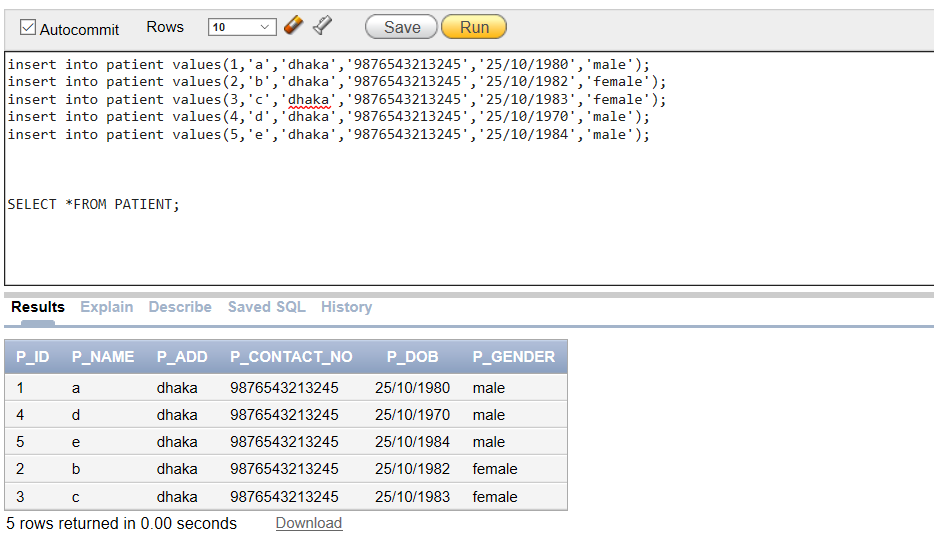 Autocommit Rows 10 Save Run
insert into patient values(1,'a','dhaka','9876543213245','25/10/1980','male');
insert into patient values(2,'b','dhaka','9876543213245','25/10/1982','female');
insert into patient values(3,'c','dhaka','9876543213245','25/10/1983','female');
insert into patient values(4,'d','dhaka','9876543213245','25/10/1970','male');
insert into patient values(5,'e','dhaka','9876543213245','25/10/1984','male');
SELECT *FROM PATIENT;
Results Explain Describe Saved SQL History
P_ID P_NAME P_ADD P_CONTACT_NO P_DOB P_GENDER
1 a dhaka 9876543213245 25/10/1980 male
4 d dhaka 9876543213245 25/10/1970 male
5 e dhaka 9876543213245 25/10/1984 male
2 b dhaka 9876543213245 25/10/1982 female
3 c dhaka 9876543213245 25/10/1983 female
5 rows returned in 0.00 seconds Download